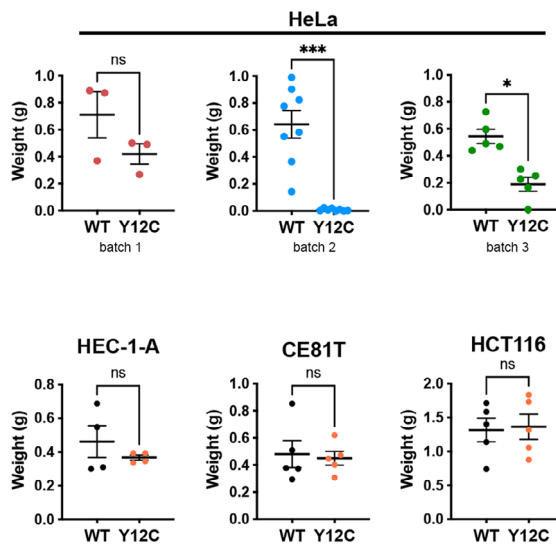 HeLa
ns
Weight (g)
1.0
0.8
0.6
0.4
0.2
0.0
WT Y12C
batch 1
***
Weight (g)
1.0
0.8
0.6
0.4
0.2
0.0
WT Y12C
batch 2
*
Weight (g)
1.0
0.8
0.6
0.4
0.2
0.0
WT Y12C
batch 3
HEC-1-A
ns
Weight (g)
0.8
0.6
0.4
0.2
0.0
WT Y12C
CE81T
ns
Weight (g)
1.0
0.8
0.6
0.4
0.2
0.0
WT Y12C
HCT116
ns
Weight (g)
2.0
1.5
1.0
0.5
0.0
WT Y12C